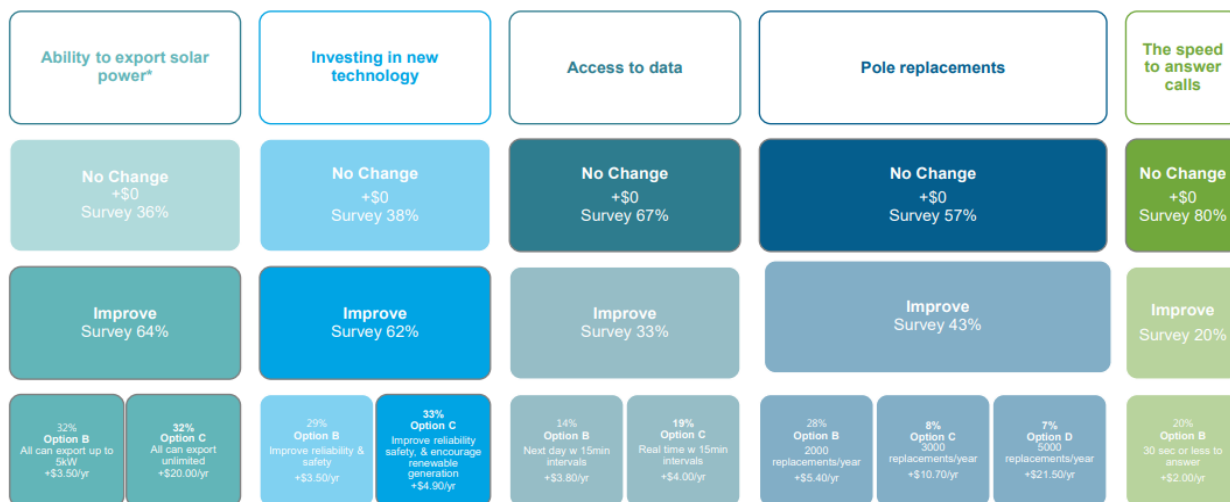 Ability to export solar
power*
Investing in new
technology
Access to data
Pole replacements
The speed
to answer
calls
No Change
+$0
Survey 36%
No Change
+$0
Survey 38%
No Change
+$0
Survey 67%
No Change
+$0
Survey 57%
No Change
+$0
Survey 80%
Improve
Survey 64%
Improve
Survey 62%
Improve
Survey 33%
Improve
Survey 43%
Improve
Survey 20%
32%
Option B
All can export up to
5kW
+$3.50/yr
32%
Option C
All can export
unlimited
+$20.00/yr
29%
Option B
Improve reliability &
safety
+$3.50/yr
33%
Option C
Improve reliability
safety, & encourage
renewable
generation
+$4.90/yr
14%
Option B
Next day w 15min
intervals
+$3.80/yr
19%
Option C
Real time w 15min
intervals
+$4.00/yr
28%
Option B
2000
replacements/year
+$5.40/yr
8%
Option C
3000
replacements/year
+$10.70/yr
7%
Option D
5000
replacements/year
+$21.50/yr
20%
Option B
30 sec or less to
answer
+$2.00/yr